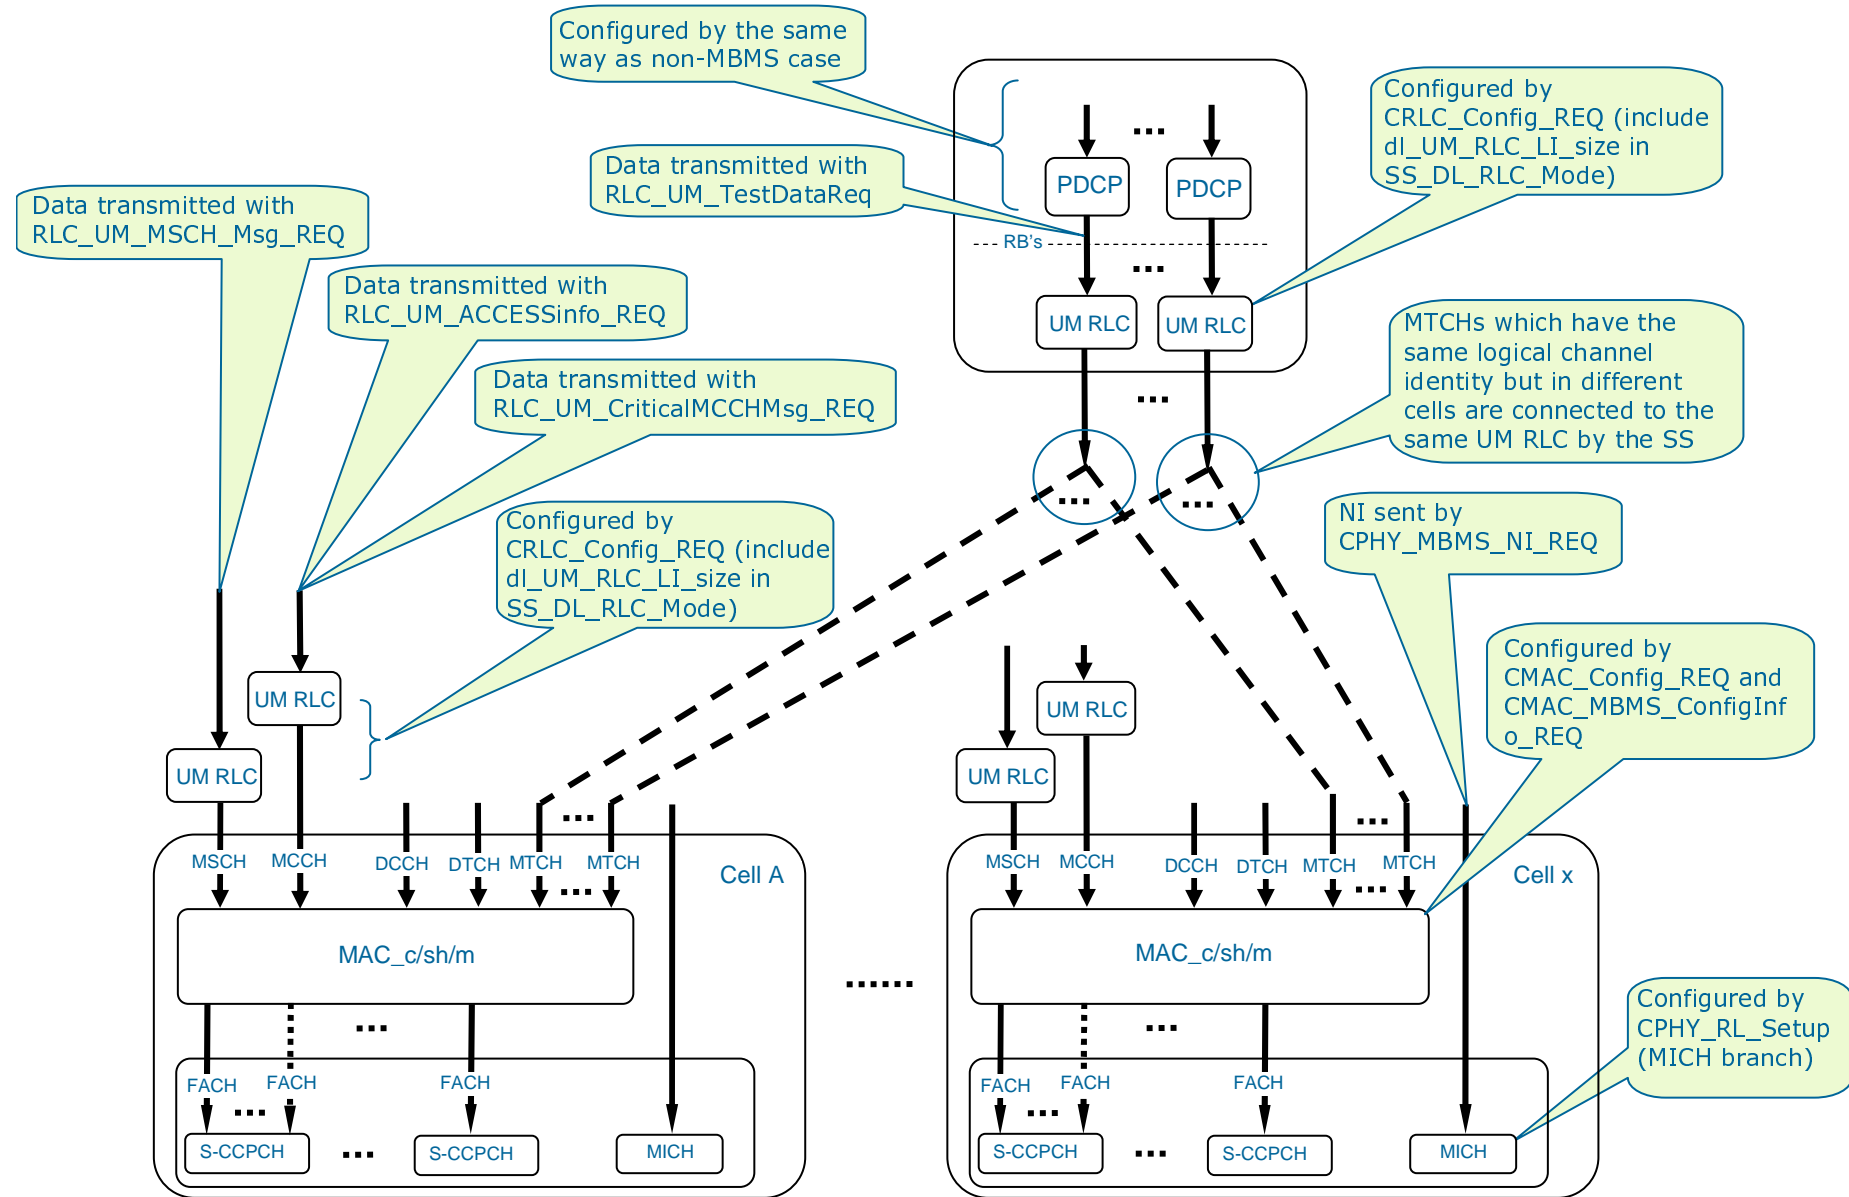 Configured by the same
way as non-MBMS case
Configured by
CRLC_Config_REQ (include
dl_UM_RLC_LI_size in
SS_DL_RLC_Mode)
Data transmitted with
RLC_UM_TestDataReq
PDCP
PDCP
Data transmitted with
RLC_UM_MSCH_Msg_REQ
RB's
Data transmitted with
RLC_UM_ACCESSinfo_REQ
UM RLC
UM RLC
MTCHs which have the
same logical channel
identity but in different
cells are connected to the
same UM RLC by the SS
Data transmitted with
RLC_UM_CriticalMCCHMsg_REQ
Configured by
CRLC_Config_REQ (include
dl_UM_RLC_LI_size in
SS_DL_RLC_Mode)
NI sent by
CPHY_MBMS_NI_REQ
Configured by
CMAC_Config_REQ and
CMAC_MBMS_ConfigInf
o_REQ
UM RLC
UM RLC
UM RLC
UM RLC
MSCH
MCCH
DCCH
DTCH
MTCH
MTCH
Cell A
MSCH
MCCH
DCCH
DTCH
MTCH
MTCH
Cell x
MAC_c/sh/m
MAC_c/sh/m
Configured by
CPHY_RL_Setup
(MICH branch)
FACH
FACH
FACH
FACH
FACH
FACH
S-CCPCH
S-CCPCH
MICH
S-CCPCH
S-CCPCH
MICH